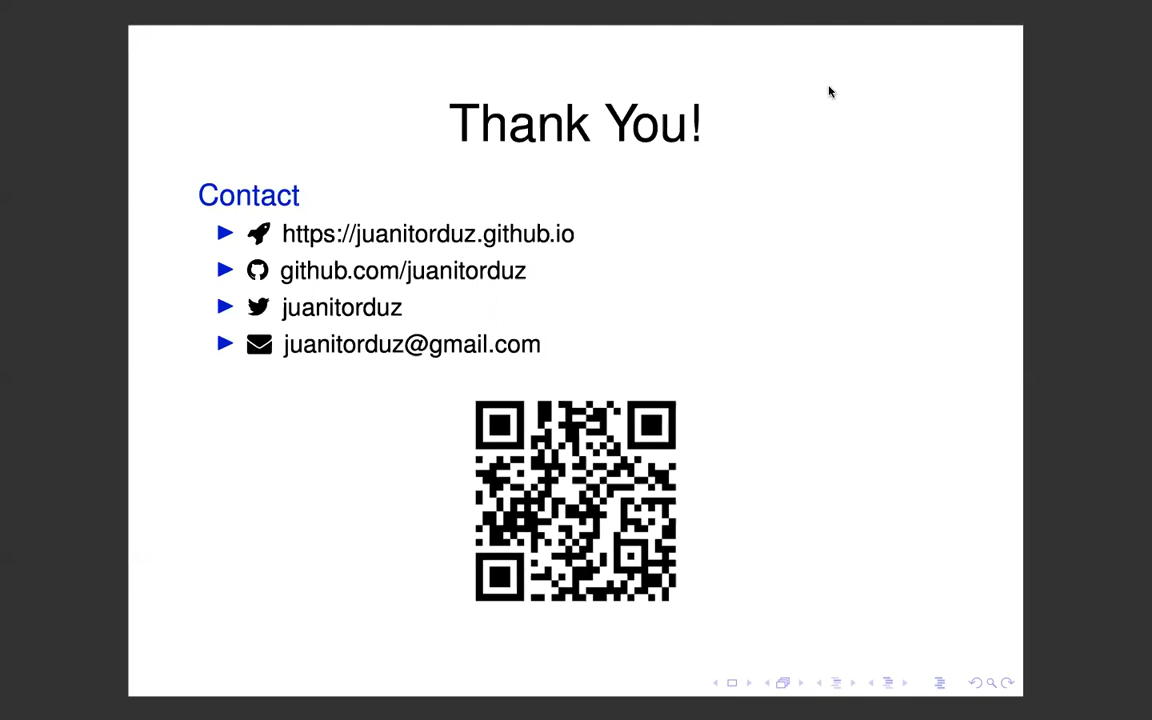 Thank You!
Contact
https://juanitorduz.github.io
github.com/juanitorduz
juanitorduz
juanitorduz@gmail.com